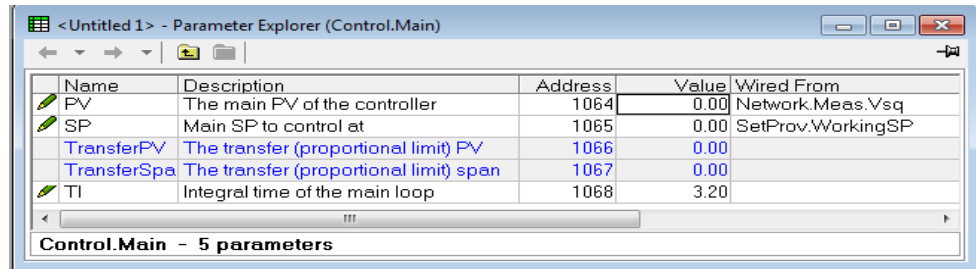 <Untitled 1> - Parameter Explorer (Control.Main)
Name Description Address Value Wired From
PV The main PV of the controller 1064 0.00 Network.Meas.Vsq
SP Main SP to control at 1065 0.00 SetProv.WorkingSP
TransferPV The transfer (proportional limit) PV 1066 0.00
TransferSpa The transfer (proportional limit) span 1067 0.00
TI Integral time of the main loop 1068 3.20
Control.Main - 5 parameters